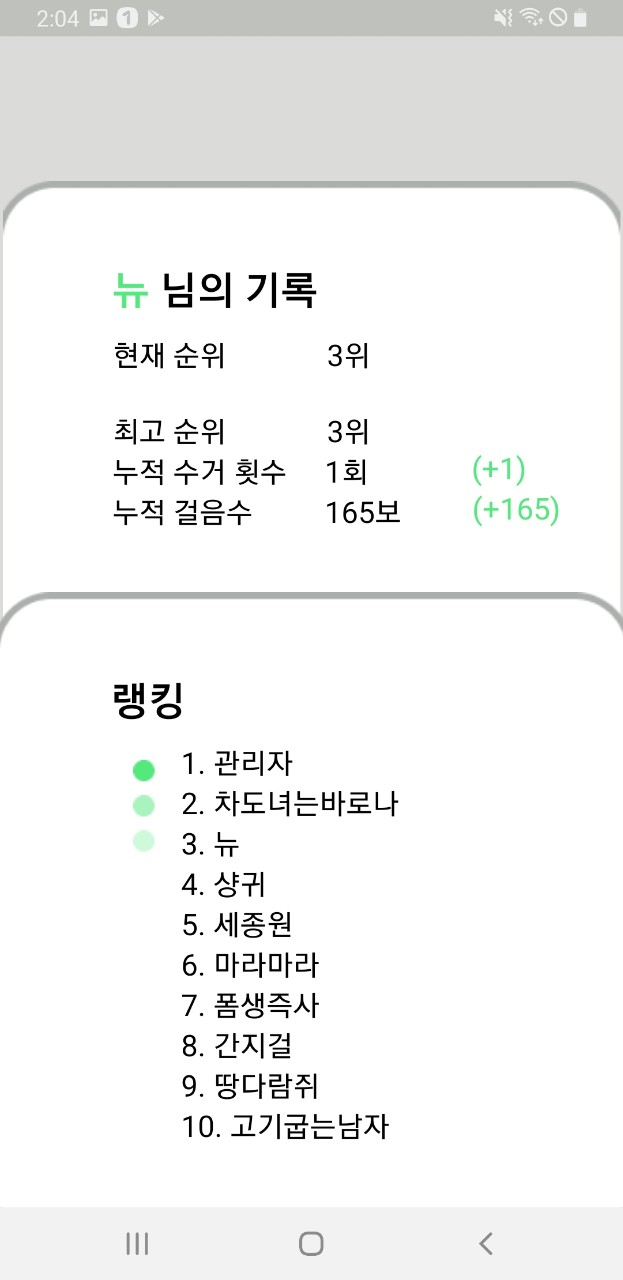 2:04
뉴 님의 기록
현재 순위 3위
최고 순위 3위
누적 수거 횟수 1회 (+1)
누적 걸음수 165보 (+165)
랭킹
1. 관리자
2. 차도녀는바로나
3. 뉴
4. 샹귀
5. 세종원
6. 마라마라
7. 폼생즉사
8. 간지걸
9. 땅다람쥐
10. 고기굽는남자